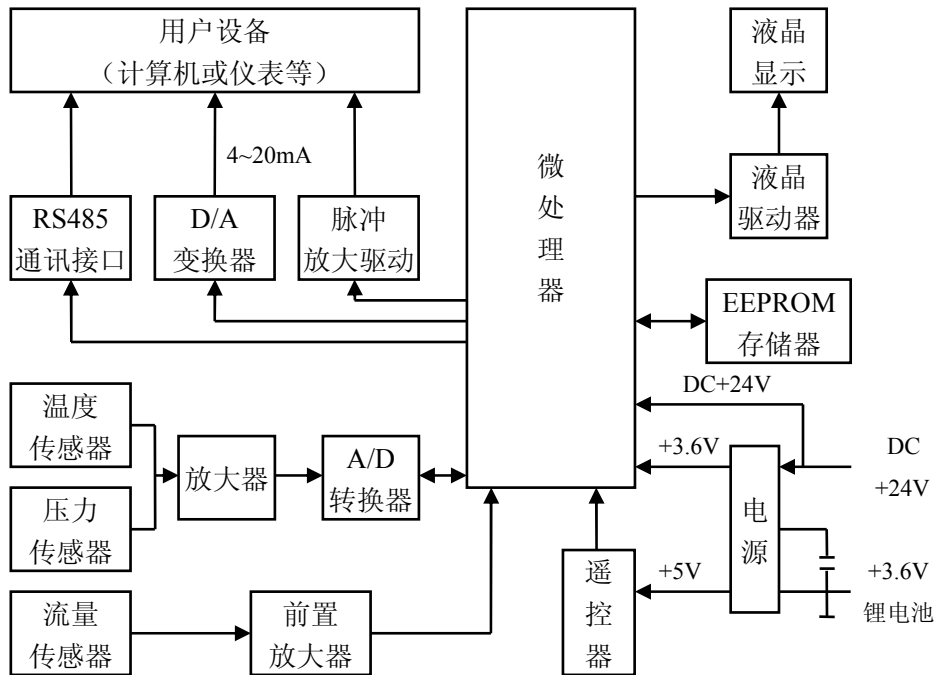 用户设备
（计算机或仪表等）
液晶
显示
4~20mA
微
处
理
器
RS485
通讯接口
D/A
变换器
脉冲
放大驱动
液晶
驱动器
EEPROM
存储器
DC+24V
温度
传感器
放大器
A/D
转换器
+3.6V
DC
+24V
压力
传感器
电
源
遥
控
器
+5V
+3.6V
锂电池
流量
传感器
前置
放大器